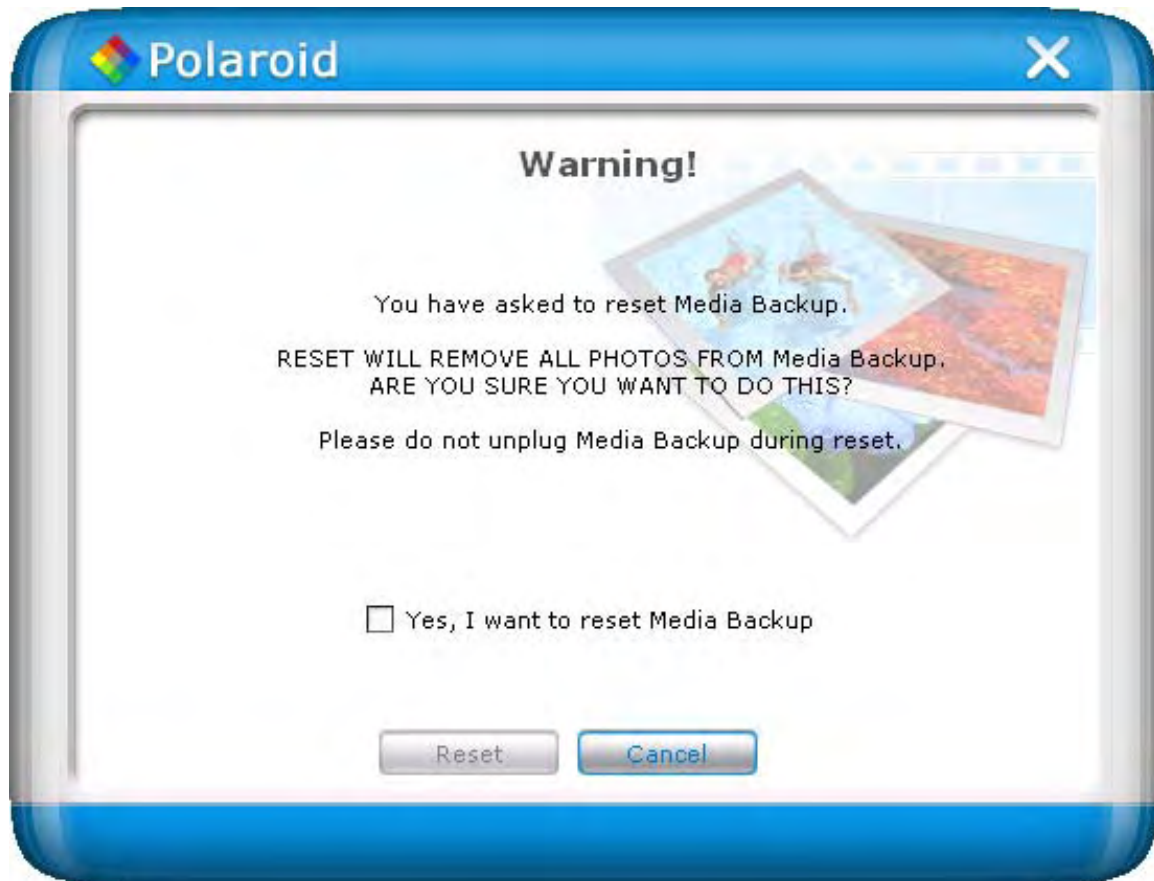 Polaroid
Warning!
You have asked to reset Media Backup.
RESET WILL REMOVE ALL PHOTOS FROM Media Backup.
ARE YOU SURE YOU WANT TO DO THIS?
Please do not unplug Media Backup during reset.
Yes, I want to reset Media Backup
Reset Cancel